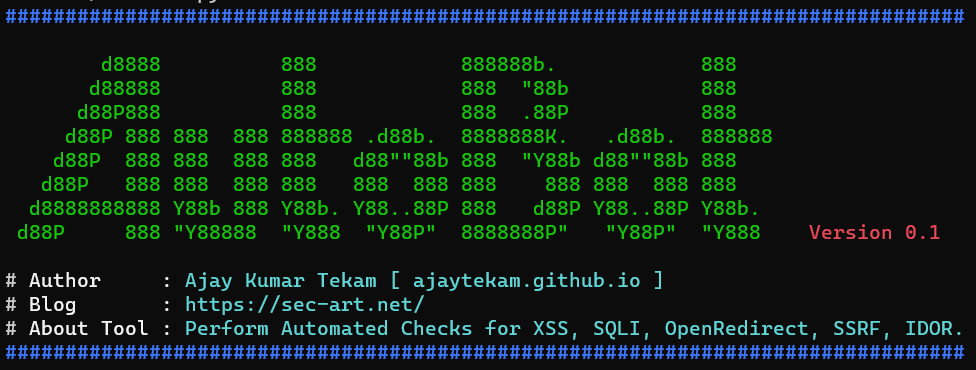 ################################################################################
        d8888          888            888888b.            888
       d88888          888            888  "88b           888
      d88P888          888            888  .88P           888
     d88P 888 888  888 888888 .d88b.  8888888K.   .d88b.  888888
    d88P  888 888  888 888   d88""88b 888  "Y88b d88""88b 888
   d88P   888 888  888 888   888  888 888    888 888  888 888
  d8888888888 Y88b 888 Y88b. Y88..88P 888   d88P Y88..88P Y88b.
 d88P     888 "Y88888  "Y888  "Y88P"  8888888P"   "Y88P"  "Y888    Version 0.1
# Author     : Ajay Kumar Tekam [ ajaytekam.github.io ]
# Blog       : https://sec-art.net/
# About Tool : Perform Automated Checks for XSS, SQLI, OpenRedirect, SSRF, IDOR.
################################################################################